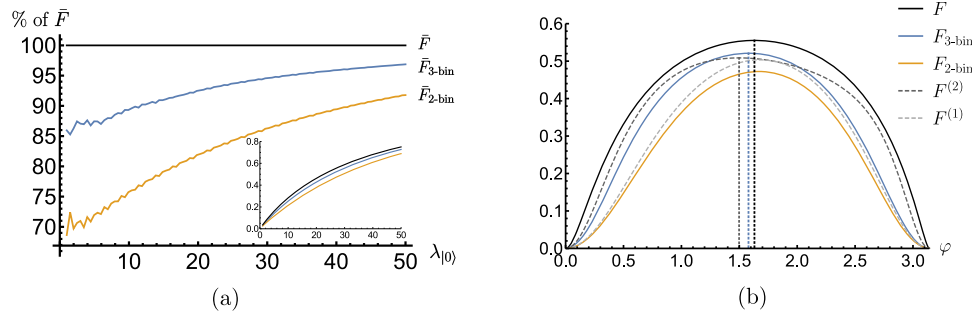 % of F̄
100
95
90
85
80
75
70
10 20 30 40 50
λ|0⟩
F̄
F̄3-bin
F̄2-bin
0.8
0.6
0.4
0.2
0.0
0 10 20 30 40 50
(a)
0.6
0.5
0.4
0.3
0.2
0.1
0.0
0.0 0.5 1.0 1.5 2.0 2.5 3.0
φ
F
F3-bin
F2-bin
F(2)
F(1)
(b)